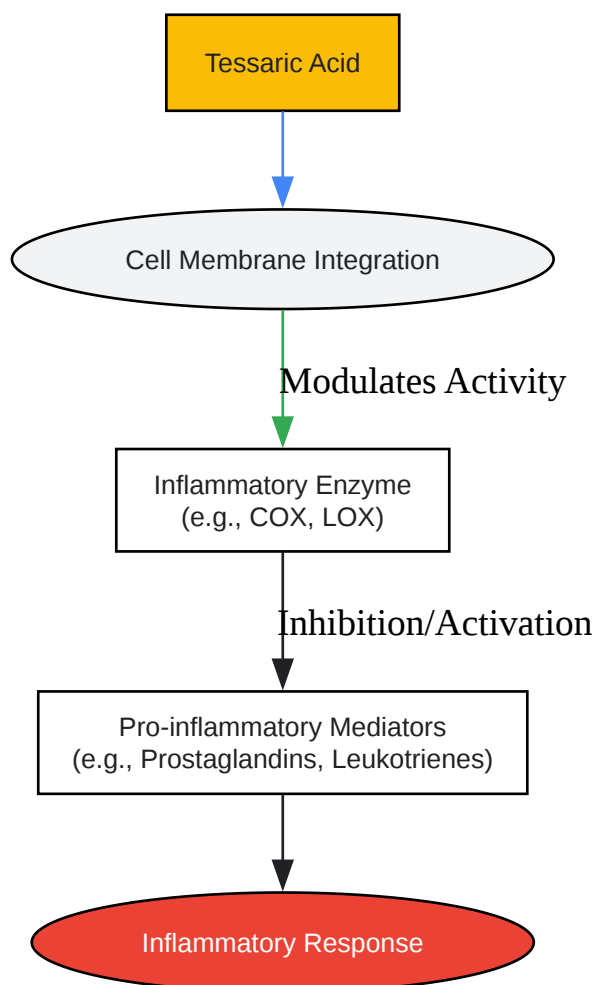 Tessaric Acid
Cell Membrane Integration
Modulates Activity
Inflammatory Enzyme
(e.g., COX, LOX)
Inhibition/Activation
Pro-inflammatory Mediators
(e.g., Prostaglandins, Leukotrienes)
Inflammatory Response